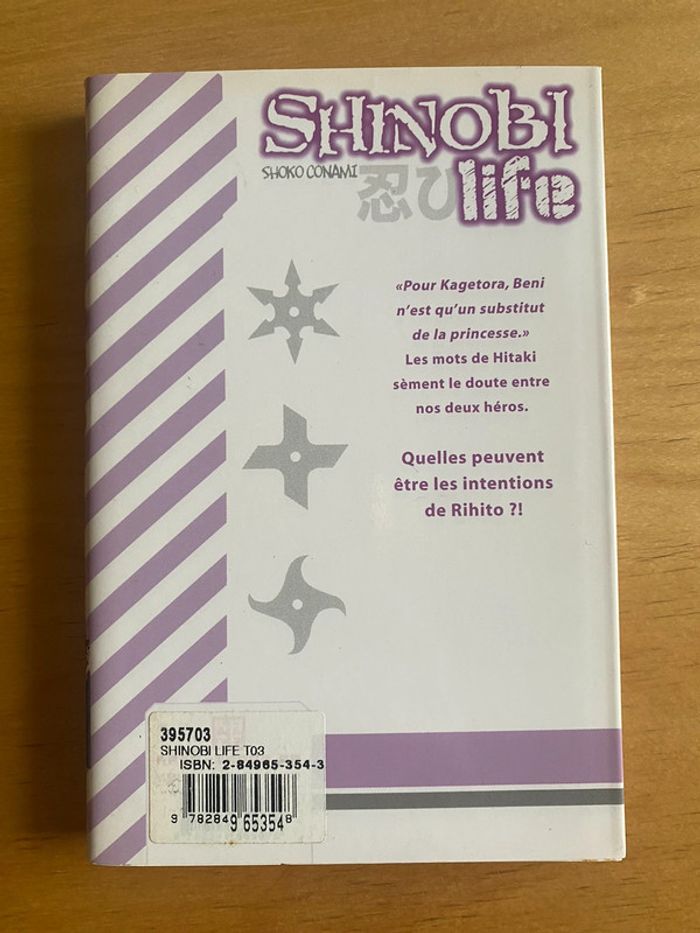 SHINOBI
SHOKO CONAMI
忍び
life
«Pour Kagetora, Beni
n'est qu'un substitut
de la princesse.»
Les mots de Hitaki
sèment le doute entre
nos deux héros.
Quelles peuvent
être les intentions
de Rihito ?!
395703
SHINOBI LIFE T03
ISBN: 2-84965-354-3
9 782849 653548